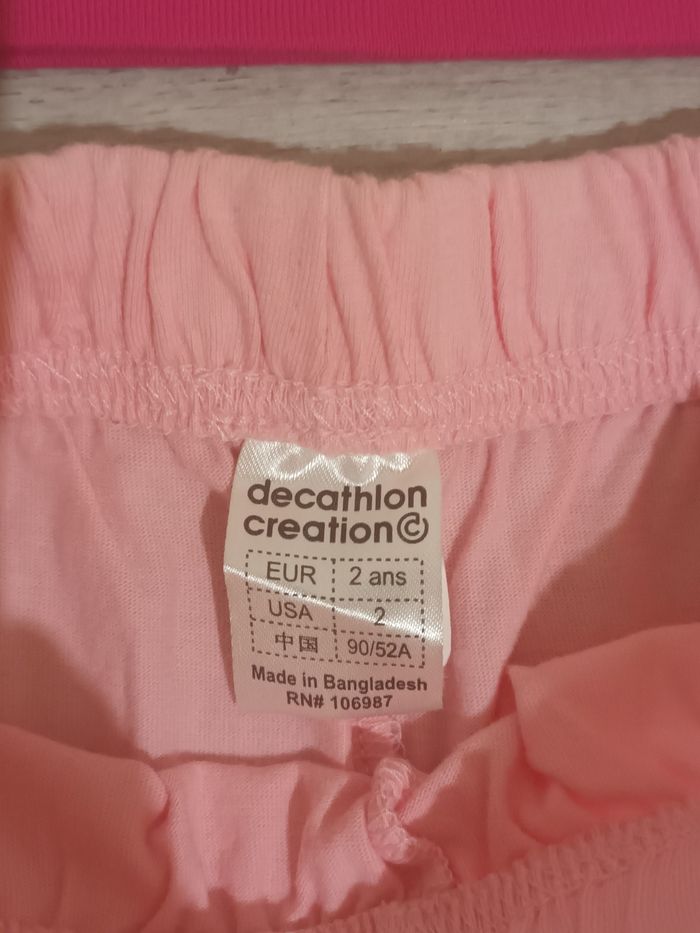 decathlon
creation©
EUR 2 ans
USA 2
中国 90/52A
Made in Bangladesh
RN# 106987